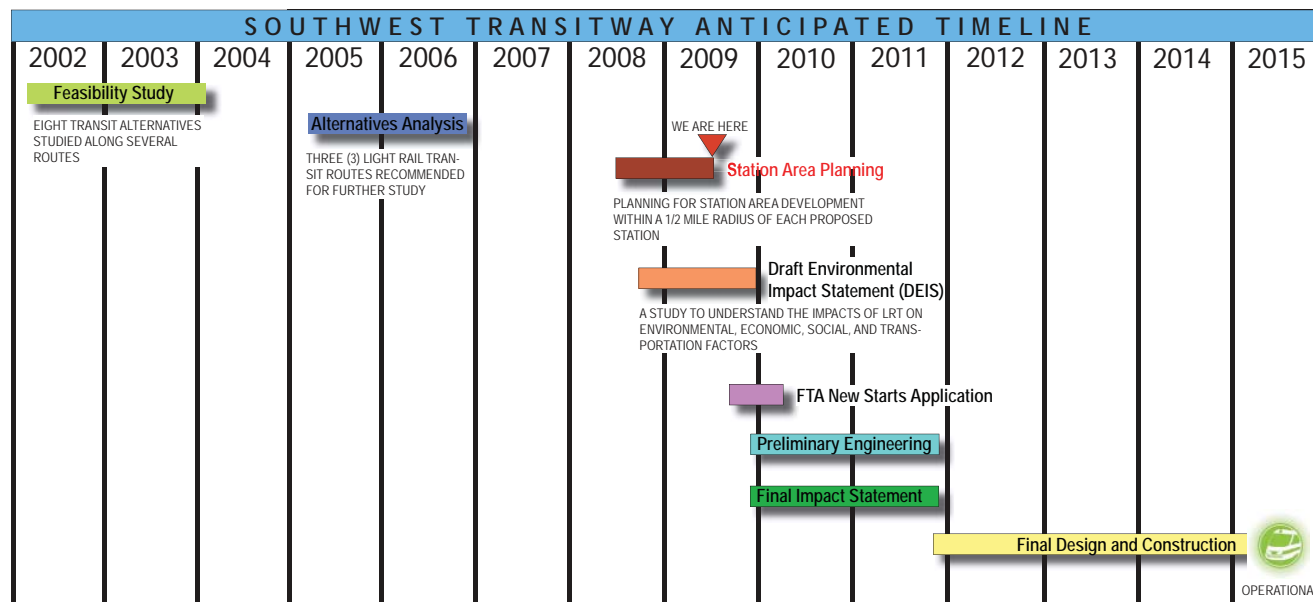 SOUTHWEST TRANSITWAY ANTICIPATED TIMELINE
2002 2003 2004 2005 2006 2007 2008 2009 2010 2011 2012 2013 2014 2015
Feasibility Study
EIGHT TRANSIT ALTERNATIVES
STUDIED ALONG SEVERAL
ROUTES
Alternatives Analysis
THREE (3) LIGHT RAIL TRAN-
SIT ROUTES RECOMMENDED
FOR FURTHER STUDY
WE ARE HERE
Station Area Planning
PLANNING FOR STATION AREA DEVELOPMENT
WITHIN A 1/2 MILE RADIUS OF EACH PROPOSED
STATION
Draft Environmental
Impact Statement (DEIS)
A STUDY TO UNDERSTAND THE IMPACTS OF LRT ON
ENVIRONMENTAL, ECONOMIC, SOCIAL, AND TRANS-
PORTATION FACTORS
FTA New Starts Application
Preliminary Engineering
Final Impact Statement
Final Design and Construction
OPERATIONA